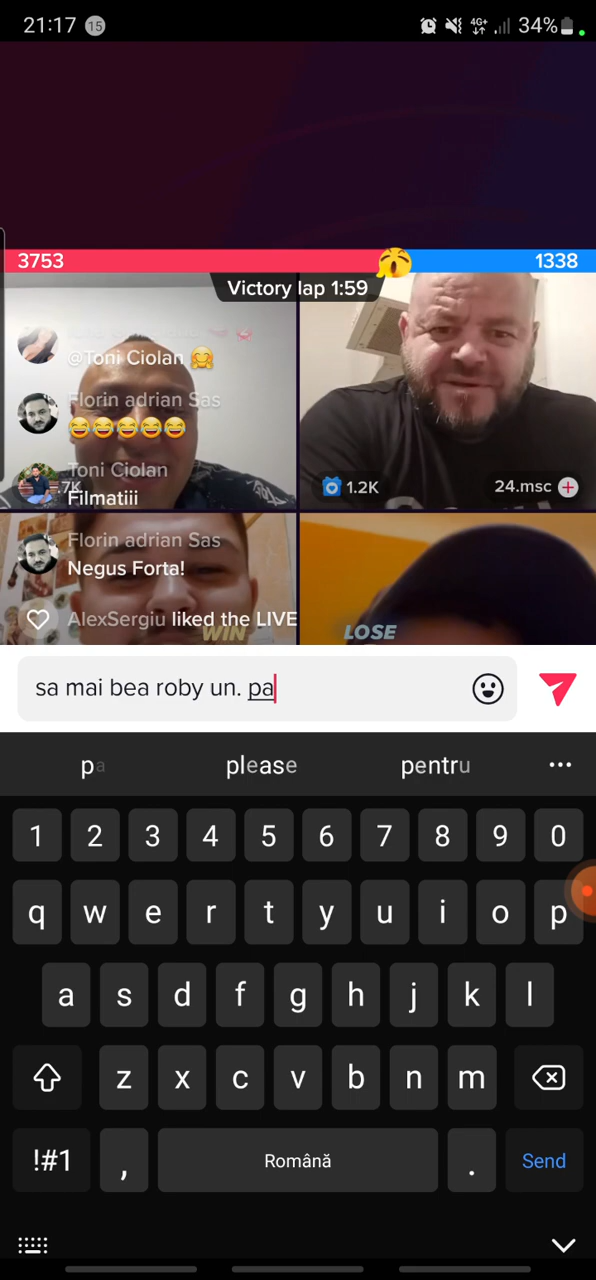 21:17 15 4G+ 34%
3753 1338
Victory lap 1:59
@Toni Ciolan 🤗
Florin adrian Sas
😂😂😂😂😂
Toni Ciolan
.7K Filmatiii
1.2K 24.msc +
Florin adrian Sas
Negus Forta!
AlexSergiu liked the LIVE
WIN LOSE
sa mai bea roby un. pa
pa please pentru ...
1 2 3 4 5 6 7 8 9 0
q w e r t y u i o p
a s d f g h j k l
z x c v b n m
!#1 , Română . Send